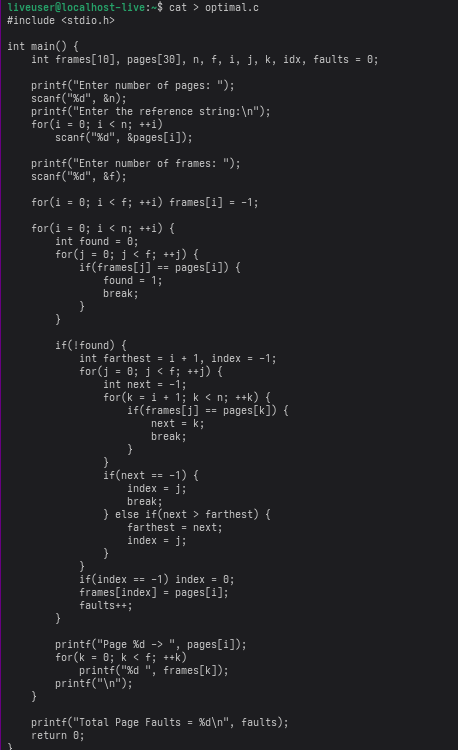 liveuser@localhost-live:~$ cat > optimal.c
#include <stdio.h>

int main() {
    int frames[10], pages[30], n, f, i, j, k, idx, faults = 0;

    printf("Enter number of pages: ");
    scanf("%d", &n);
    printf("Enter the reference string:\n");
    for(i = 0; i < n; ++i)
        scanf("%d", &pages[i]);

    printf("Enter number of frames: ");
    scanf("%d", &f);

    for(i = 0; i < f; ++i) frames[i] = -1;

    for(i = 0; i < n; ++i) {
        int found = 0;
        for(j = 0; j < f; ++j) {
            if(frames[j] == pages[i]) {
                found = 1;
                break;
            }
        }

        if(!found) {
            int farthest = i + 1, index = -1;
            for(j = 0; j < f; ++j) {
                int next = -1;
                for(k = i + 1; k < n; ++k) {
                    if(frames[j] == pages[k]) {
                        next = k;
                        break;
                    }
                }
                if(next == -1) {
                    index = j;
                    break;
                } else if(next > farthest) {
                    farthest = next;
                    index = j;
                }
            }
            if(index == -1) index = 0;
            frames[index] = pages[i];
            faults++;
        }

        printf("Page %d -> ", pages[i]);
        for(k = 0; k < f; ++k)
            printf("%d ", frames[k]);
        printf("\n");
    }

    printf("Total Page Faults = %d\n", faults);
    return 0;
}